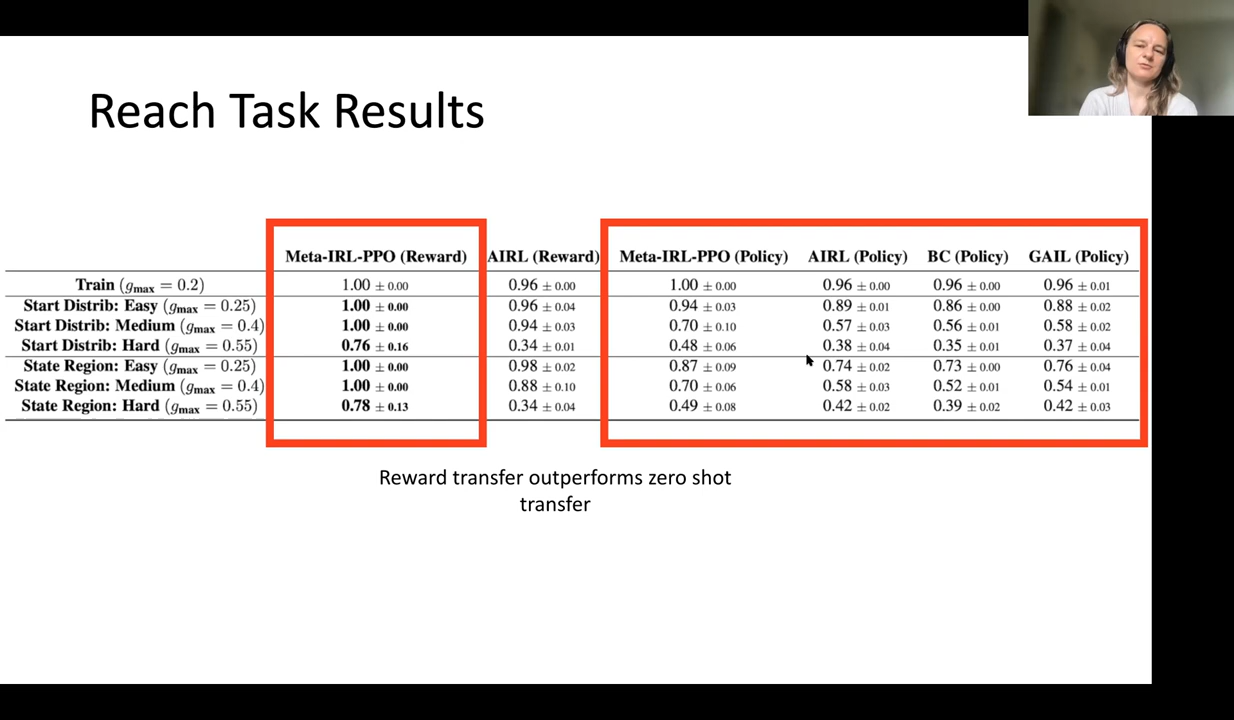 Reach Task Results
Meta-IRL-PPO (Reward) AIRL (Reward) Meta-IRL-PPO (Policy) AIRL (Policy) BC (Policy) GAIL (Policy)
Train (gmax = 0.2) 1.00 ± 0.00 0.96 ± 0.00 1.00 ± 0.00 0.96 ± 0.00 0.96 ± 0.00 0.96 ± 0.01
Start Distrib: Easy (gmax = 0.25) 1.00 ± 0.00 0.96 ± 0.04 0.94 ± 0.03 0.89 ± 0.01 0.86 ± 0.00 0.88 ± 0.02
Start Distrib: Medium (gmax = 0.4) 1.00 ± 0.00 0.94 ± 0.03 0.70 ± 0.10 0.57 ± 0.03 0.56 ± 0.01 0.58 ± 0.02
Start Distrib: Hard (gmax = 0.55) 0.76 ± 0.16 0.34 ± 0.01 0.48 ± 0.06 0.38 ± 0.04 0.35 ± 0.01 0.37 ± 0.04
State Region: Easy (gmax = 0.25) 1.00 ± 0.00 0.98 ± 0.02 0.87 ± 0.09 0.74 ± 0.02 0.73 ± 0.00 0.76 ± 0.04
State Region: Medium (gmax = 0.4) 1.00 ± 0.00 0.88 ± 0.10 0.70 ± 0.06 0.58 ± 0.03 0.52 ± 0.01 0.54 ± 0.01
State Region: Hard (gmax = 0.55) 0.78 ± 0.13 0.34 ± 0.04 0.49 ± 0.08 0.42 ± 0.02 0.39 ± 0.02 0.42 ± 0.03
Reward transfer outperforms zero shot
transfer